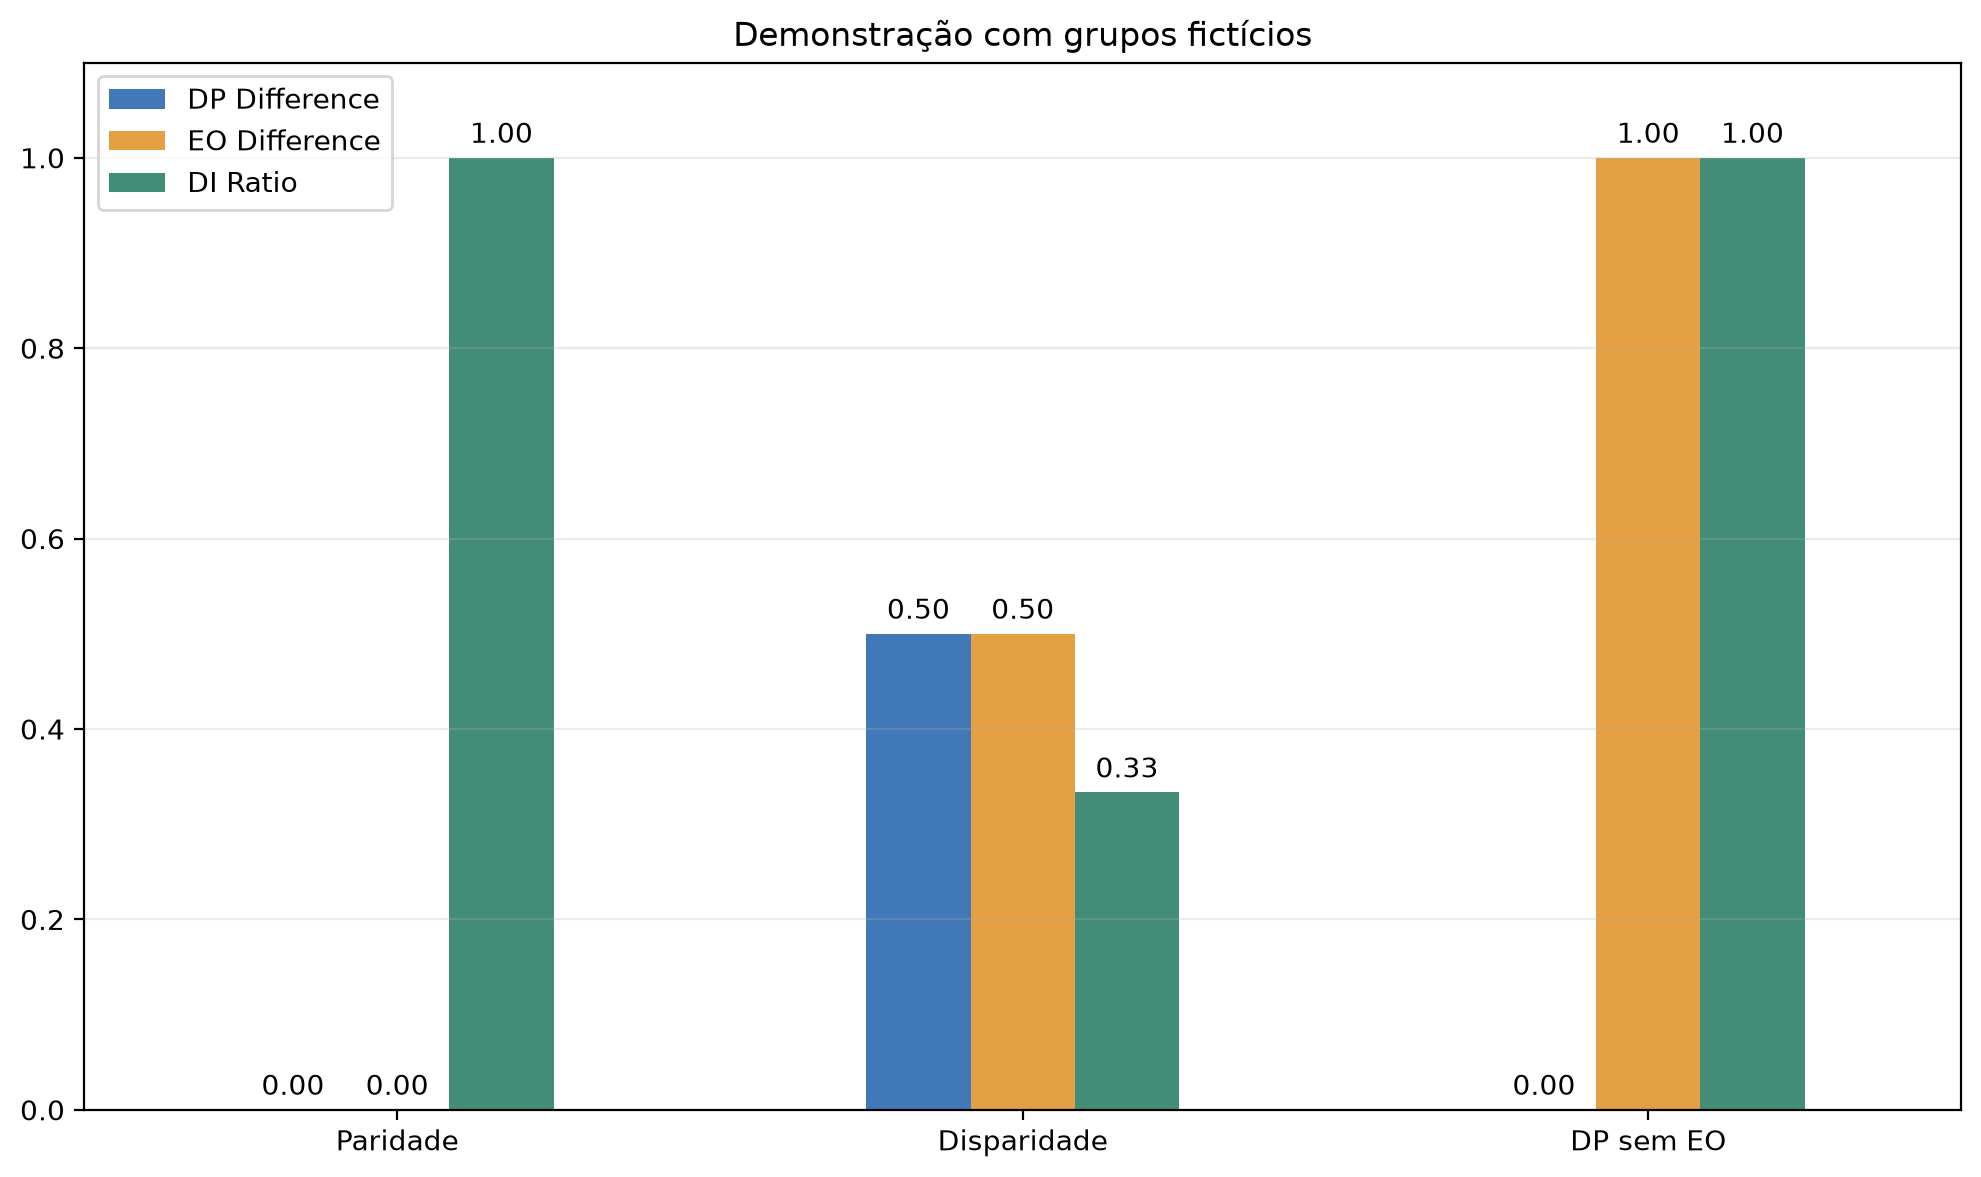 Demonstração com grupos fictícios
DP Difference
EO Difference
DI Ratio
1.00
1.00 1.00
1.0
0.8
0.6
0.50 0.50
0.4
0.33
0.2
0.00 0.00
0.00
0.0
Paridade
Disparidade
DP sem EO